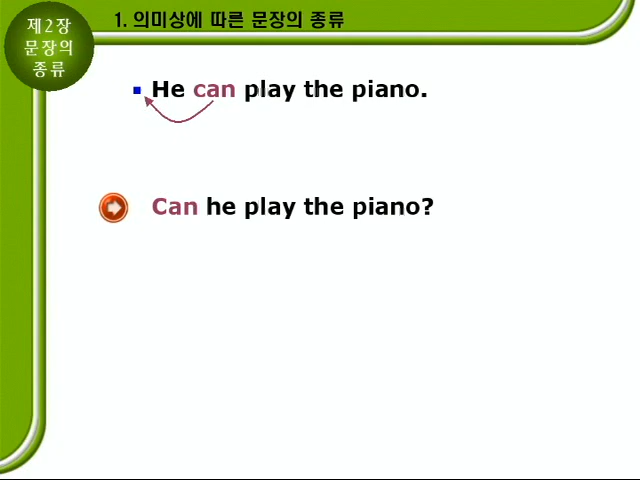 제2장
문장의
종류
1. 의미상에 따른 문장의 종류
He can play the piano.
Can he play the piano?